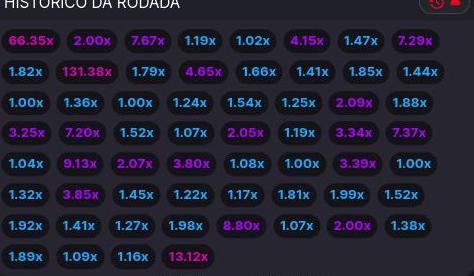 HISTÓRICO DA RODADA
66.35x 2.00x 7.67x 1.19x 1.02x 4.15x 1.47x 7.29x
1.82x 131.38x 1.79x 4.65x 1.66x 1.41x 1.85x 1.44x
1.00x 1.36x 1.00x 1.24x 1.54x 1.25x 2.09x 1.88x
3.25x 7.20x 1.52x 1.07x 2.05x 1.19x 3.34x 7.37x
1.04x 9.13x 2.07x 3.80x 1.08x 1.00x 3.39x 1.00x
1.32x 3.85x 1.45x 1.22x 1.17x 1.81x 1.99x 1.52x
1.92x 1.41x 1.27x 1.98x 8.80x 1.07x 2.00x 1.38x
1.89x 1.09x 1.16x 13.12x